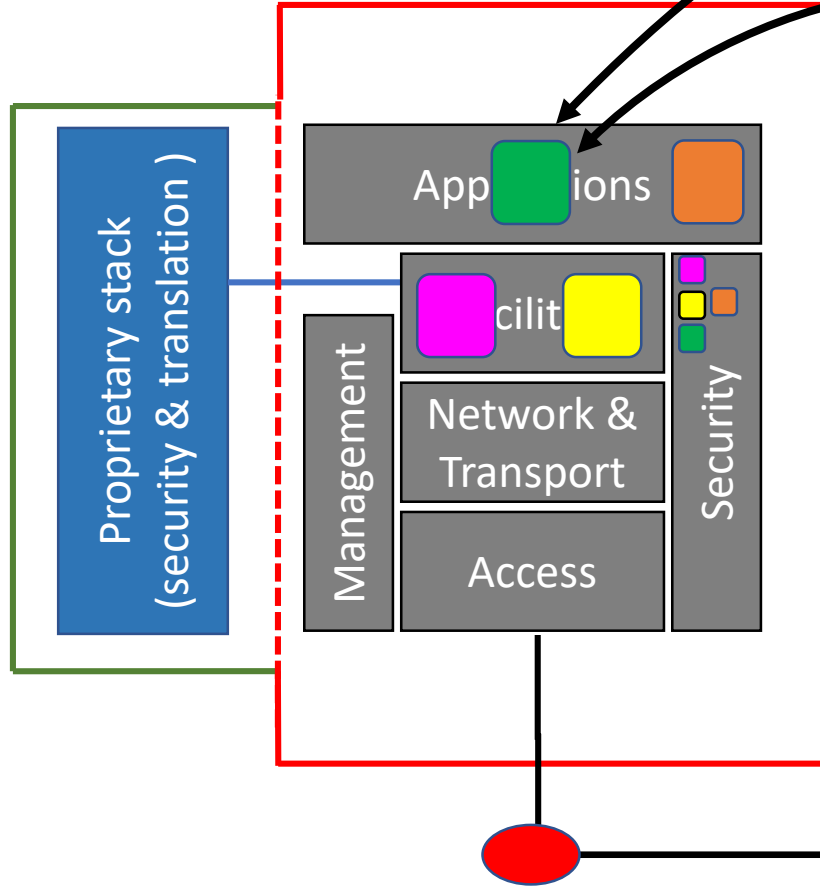 Proprietary stack
(security & translation )
App ions
cilit
Management
Network &
Transport
Security
Access